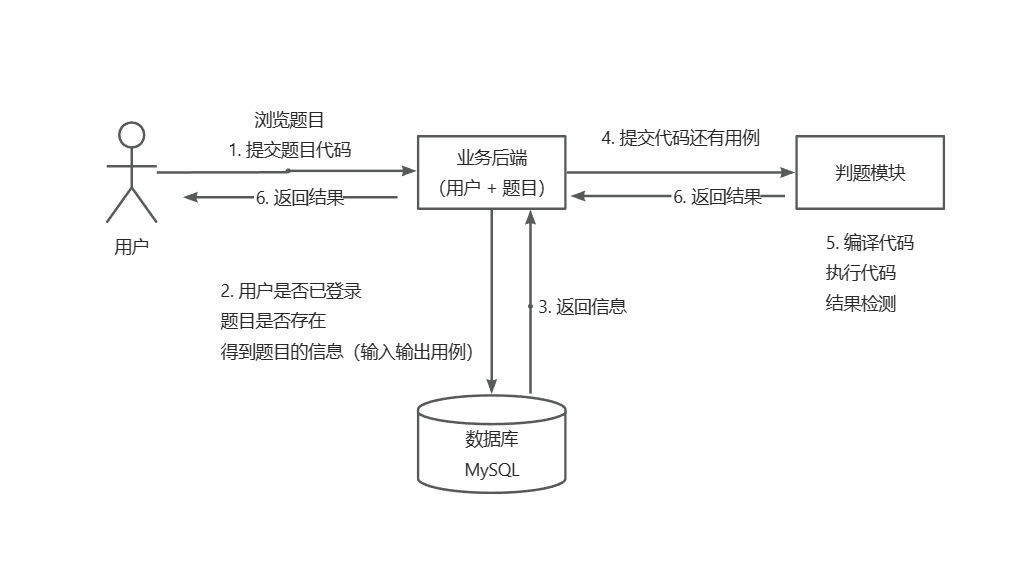 浏览题目
1. 提交题目代码
6. 返回结果
用户
业务后端
（用户 + 题目）
4. 提交代码还有用例
6. 返回结果
判题模块
5. 编译代码
执行代码
结果检测
2. 用户是否已登录
题目是否存在
得到题目的信息（输入输出用例）
3. 返回信息
数据库
MySQL